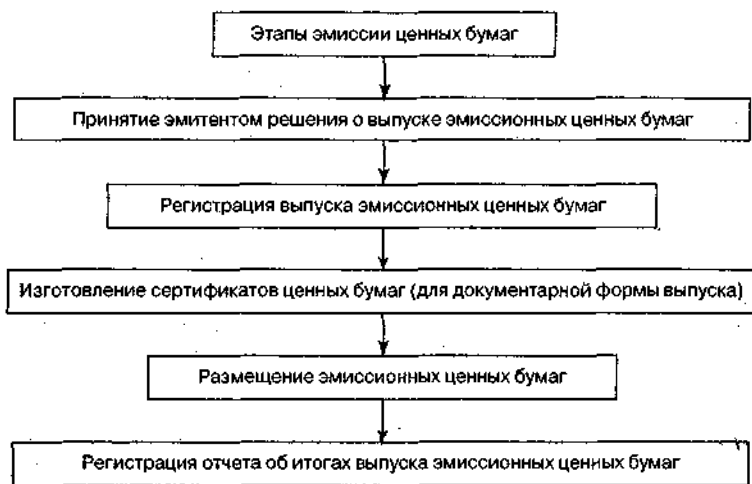 Этапы эмиссии ценных бумаг
Принятие эмитентом решения о выпуске эмиссионных ценных бумаг
Регистрация выпуска эмиссионных ценных бумаг
Изготовление сертификатов ценных бумаг (для документарной формы выпуска)
Размещение эмиссионных ценных бумаг
Регистрация отчета об итогах выпуска эмиссионных ценных бумаг